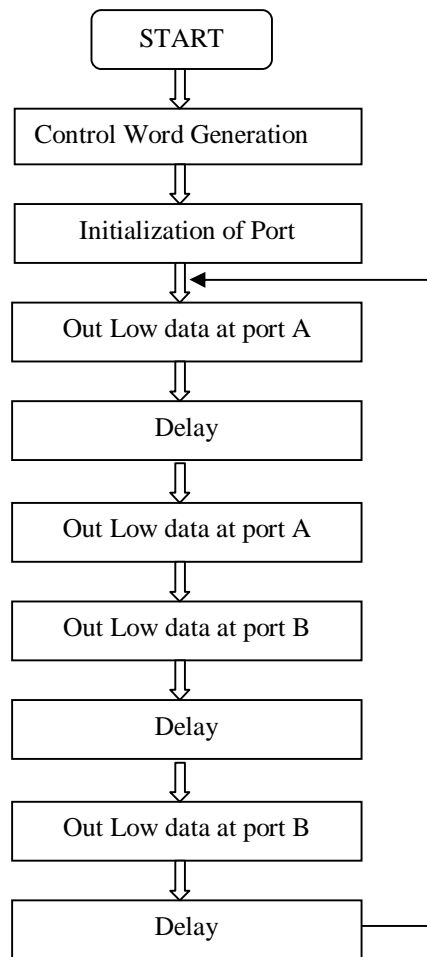 START
Control Word Generation
Initialization of Port
Out Low data at port A
Delay
Out Low data at port A
Out Low data at port B
Delay
Out Low data at port B
Delay